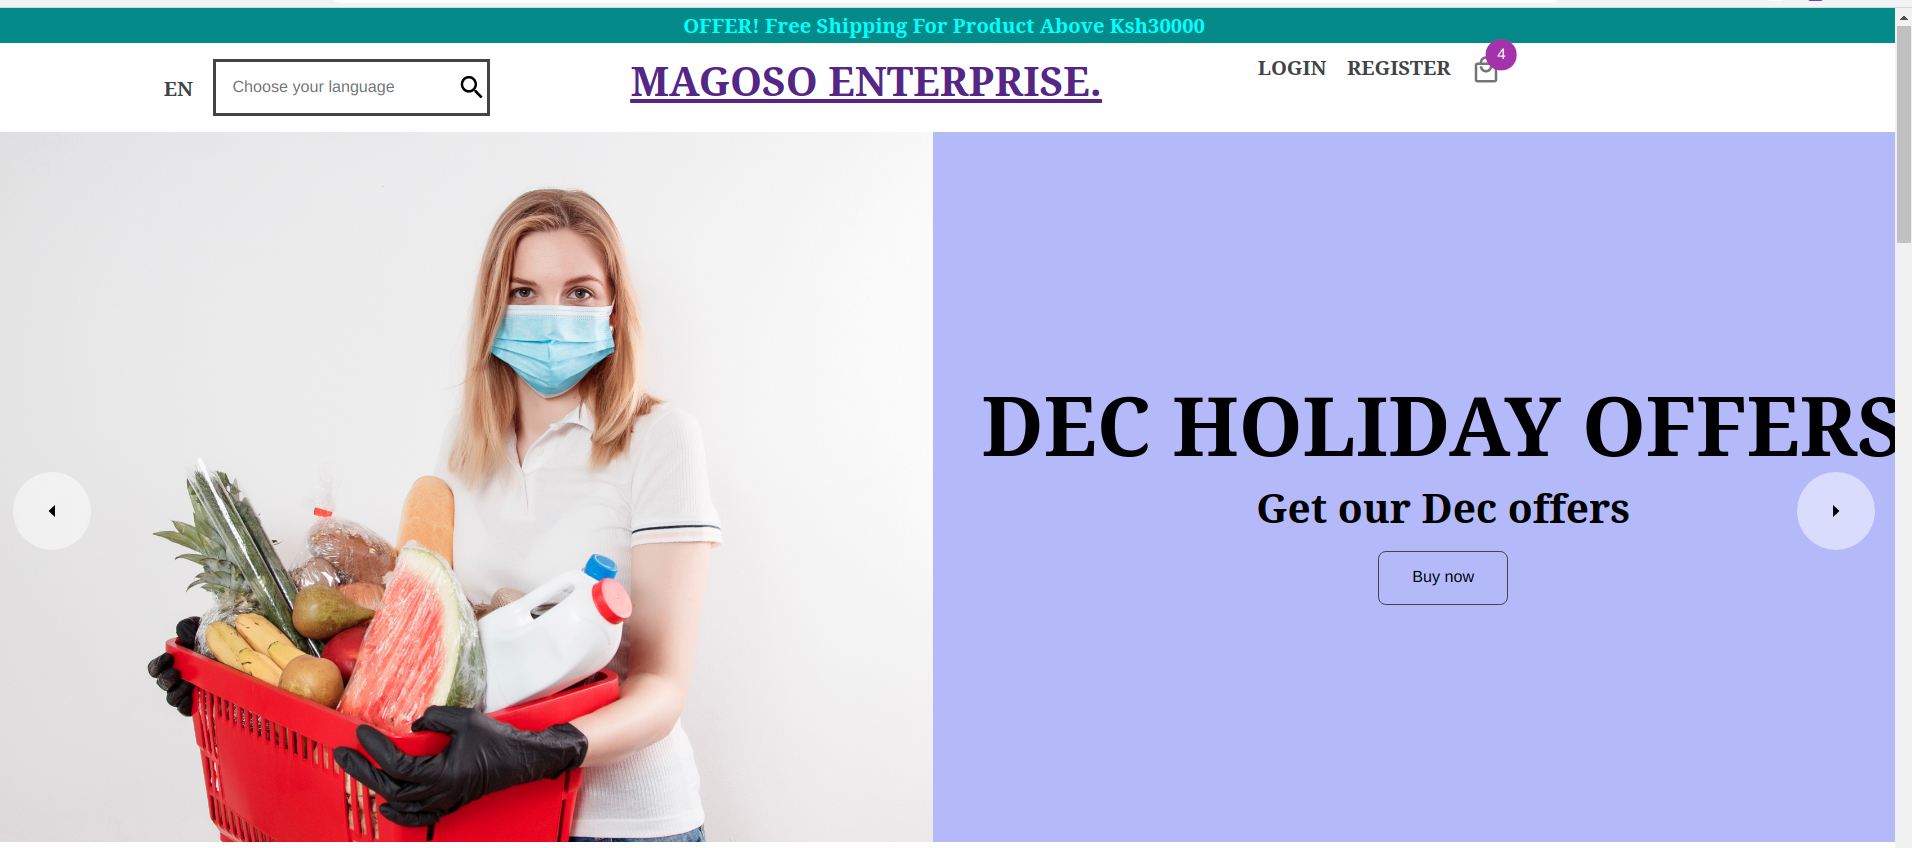 OFFER! Free Shipping For Product Above Ksh30000
EN
Choose your language
MAGOSO ENTERPRISE.
LOGIN
REGISTER
4
DEC HOLIDAY OFFERS
Get our Dec offers
Buy now